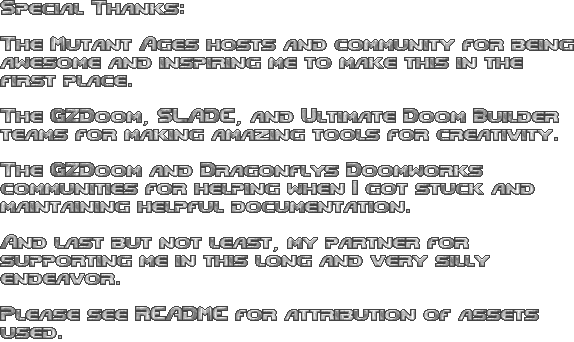 Special Thanks:
The Mutant Ages hosts and community for being
awesome and inspiring me to make this in the
first place.
The GZDoom, SLADE, and Ultimate Doom Builder
teams for making amazing tools for creativity.
The GZDoom and Dragonflys Doomworks
communities for helping when I got stuck and
maintaining helpful documentation.
And last but not least, my partner for
supporting me in this long and very silly
endeavor.
Please see README for attribution of assets
used.